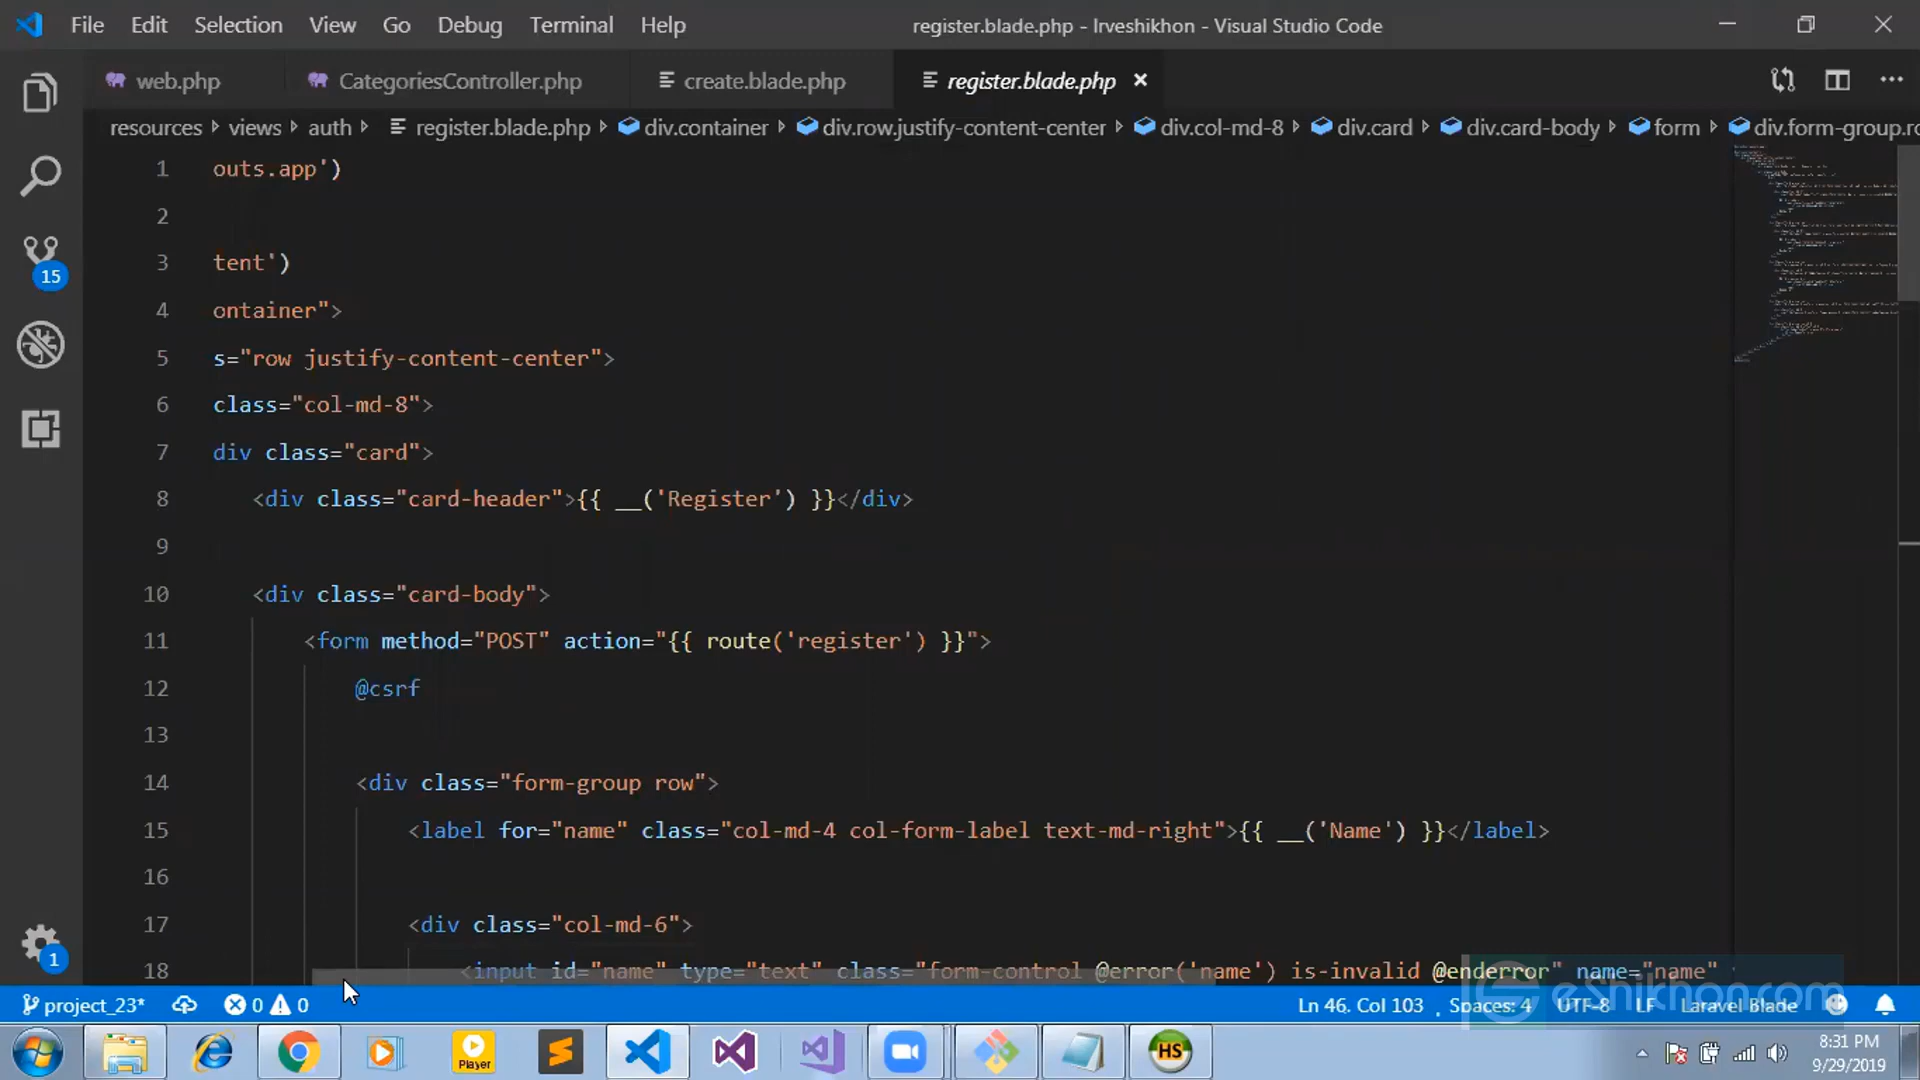 File Edit Selection View Go Debug Terminal Help register.blade.php - lrveshikhon - Visual Studio Code
web.php CategoriesController.php create.blade.php register.blade.php
resources views auth register.blade.php div.container div.row.justify-content-center div.col-md-8 div.card div.card-body form div.form-group.ro
1 outs.app')
2
3 tent')
4 ontainer">
5 s="row justify-content-center">
6 class="col-md-8">
7 div class="card">
8 <div class="card-header">{{ __('Register') }}</div>
9
10 <div class="card-body">
11 <form method="POST" action="{{ route('register') }}">
12 @csrf
13
14 <div class="form-group row">
15 <label for="name" class="col-md-4 col-form-label text-md-right">{{ __('Name') }}</label>
16
17 <div class="col-md-6">
18 <input id="name" type="text" class="form-control @error('name') is-invalid @enderror" name="name"
15
1
project_23* 0 0 Ln 46, Col 103 Spaces: 4 UTF-8 LF Laravel Blade
eShikhon.com
Player
HS
8:31 PM
9/29/2019